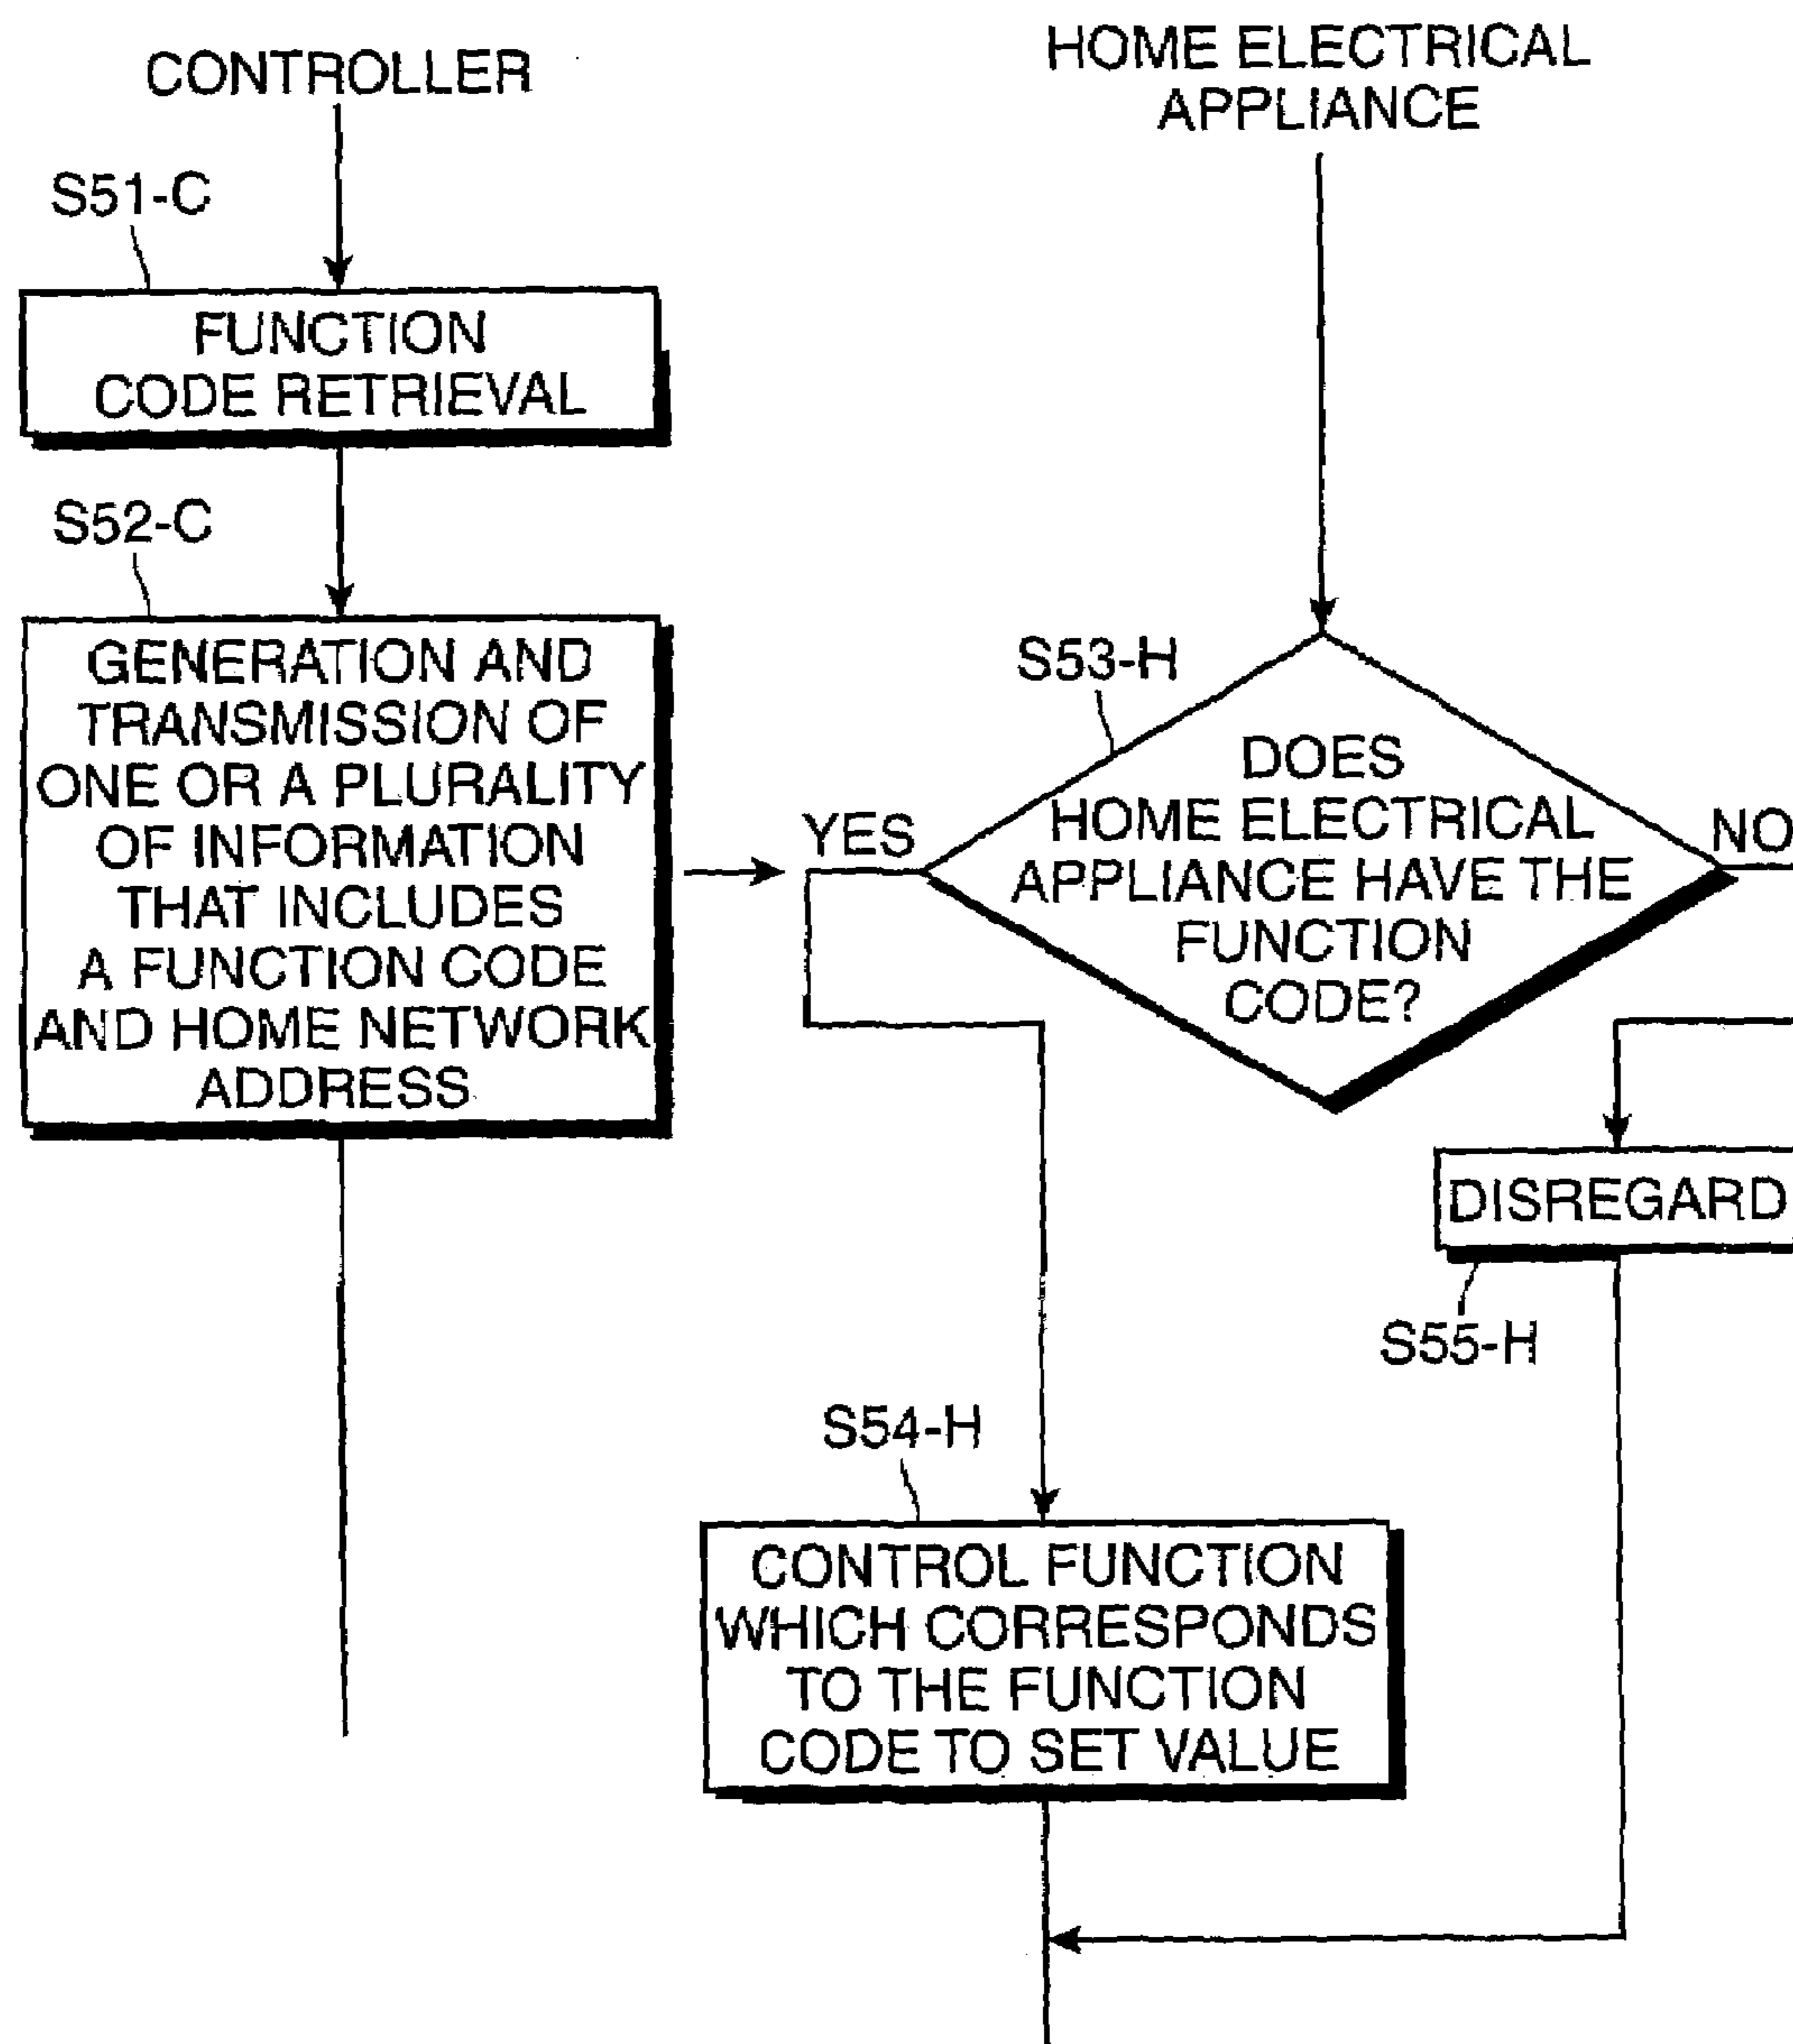 CONTROLLER
S51-C
FUNCTION
CODE RETRIEVAL
S52-C
GENERATION AND
TRANSMISSION OF
ONE OR A PLURALITY
OF INFORMATION
THAT INCLUDES
A FUNCTION CODE
AND HOME NETWORK
ADDRESS
HOME ELECTRICAL
APPLIANCE
S53-H
DOES
HOME ELECTRICAL
APPLIANCE HAVE THE
FUNCTION
CODE?
YES
NO
DISREGARD
S55-H
S54-H
CONTROL FUNCTION
WHICH CORRESPONDS
TO THE FUNCTION
CODE TO SET VALUE